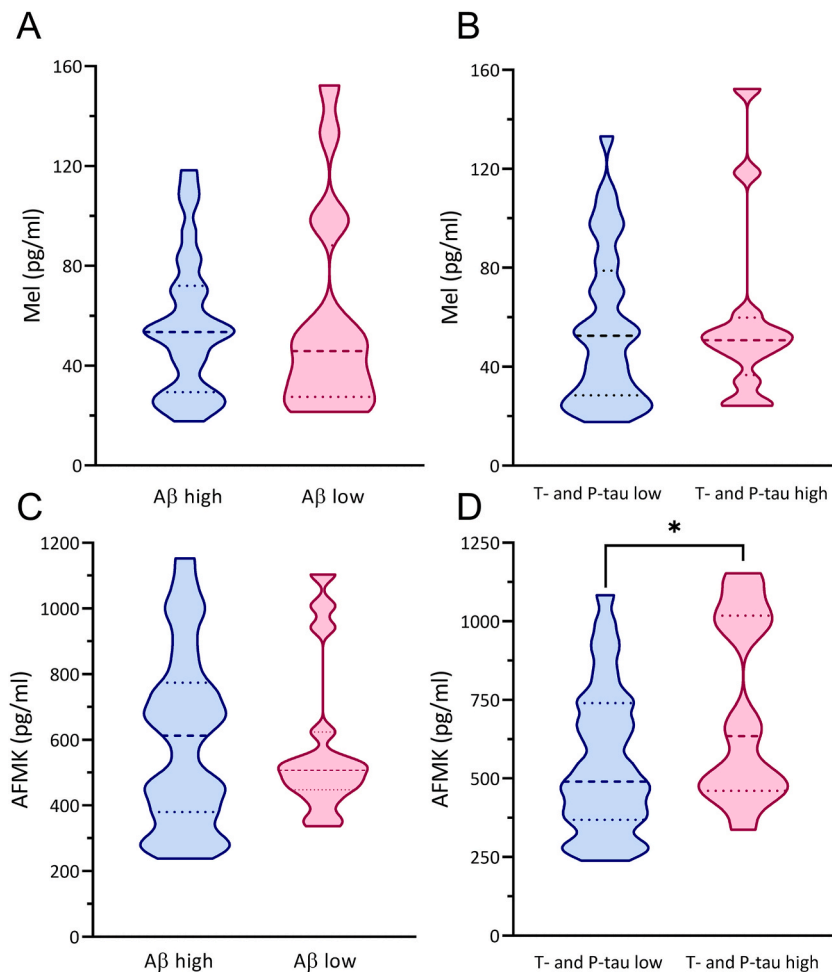 A
Mel (pg/ml)
160
120
80
40
0
Aβ high
Aβ low
B
Mel (pg/ml)
160
120
80
40
0
T- and P-tau low
T- and P-tau high
C
AFMK (pg/ml)
1200
1000
800
600
400
200
0
Aβ high
Aβ low
D
AFMK (pg/ml)
1250
1000
750
500
250
0
*
T- and P-tau low
T- and P-tau high